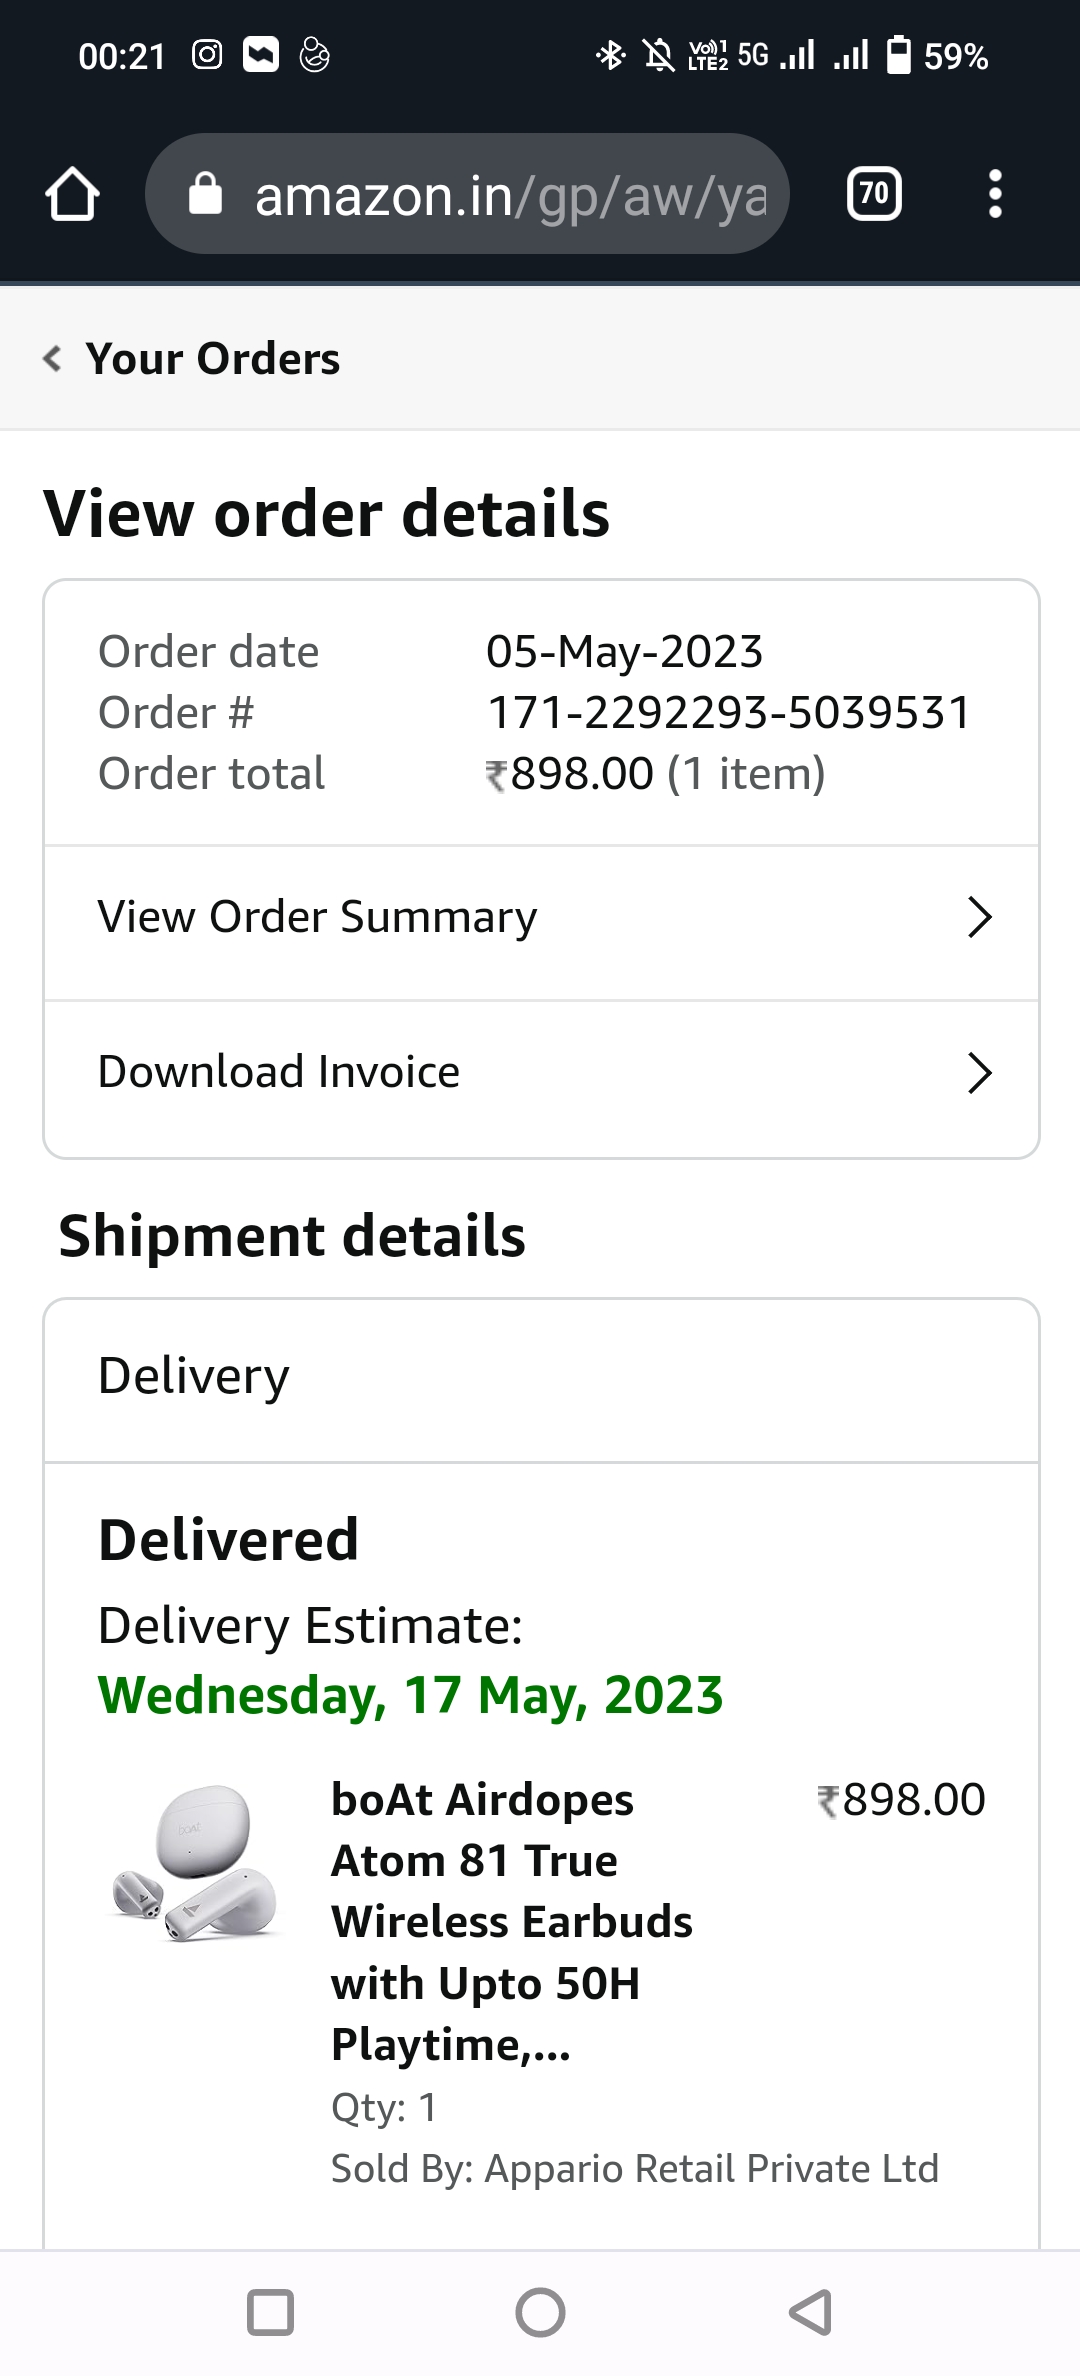 00:21 Vo)) 1 LTE2 5G 59%
amazon.in/gp/aw/ya
70
Your Orders
View order details
Order date 05-May-2023
Order # 171-2292293-5039531
Order total ₹898.00 (1 item)
View Order Summary
Download Invoice
Shipment details
Delivery
Delivered
Delivery Estimate:
Wednesday, 17 May, 2023
boAt
boAt Airdopes ₹898.00
Atom 81 True
Wireless Earbuds
with Upto 50H
Playtime,...
Qty: 1
Sold By: Appario Retail Private Ltd